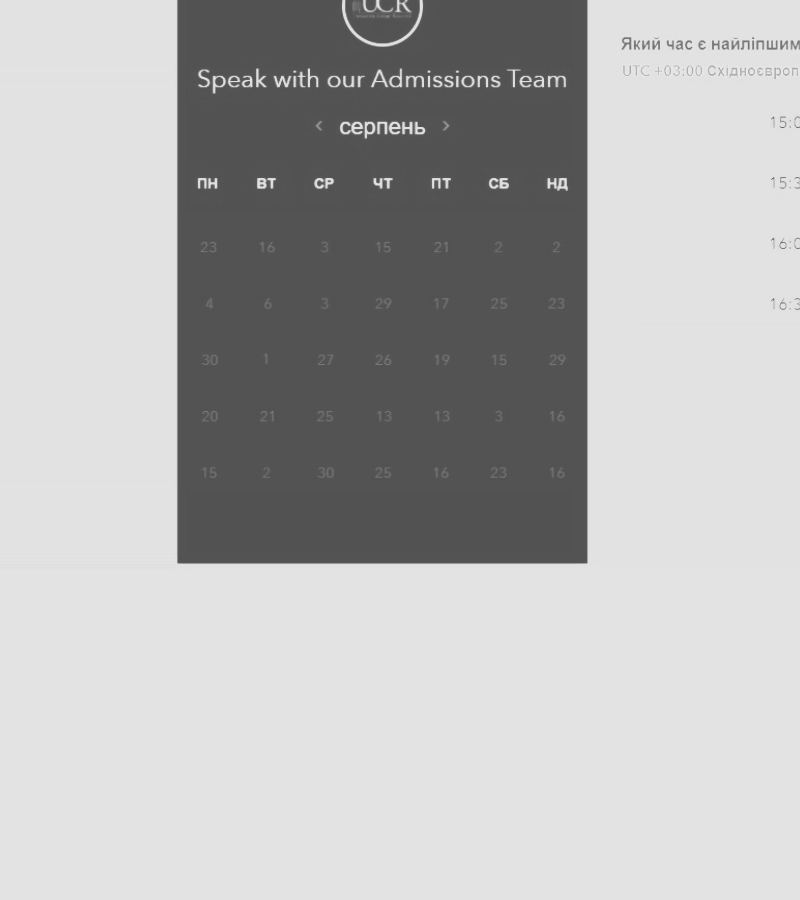 UCR
Speak with our Admissions Team
‹ серпень ›
ПН ВТ СР ЧТ ПТ СБ НД
23 16 3 15 21 2 2
4 6 3 29 17 25 23
30 1 27 26 19 15 29
20 21 25 13 13 3 16
15 2 30 25 16 23 16
Який час є найліпшим
UTC +03:00 Східноєвроп
15:0
15:3
16:0
16:3